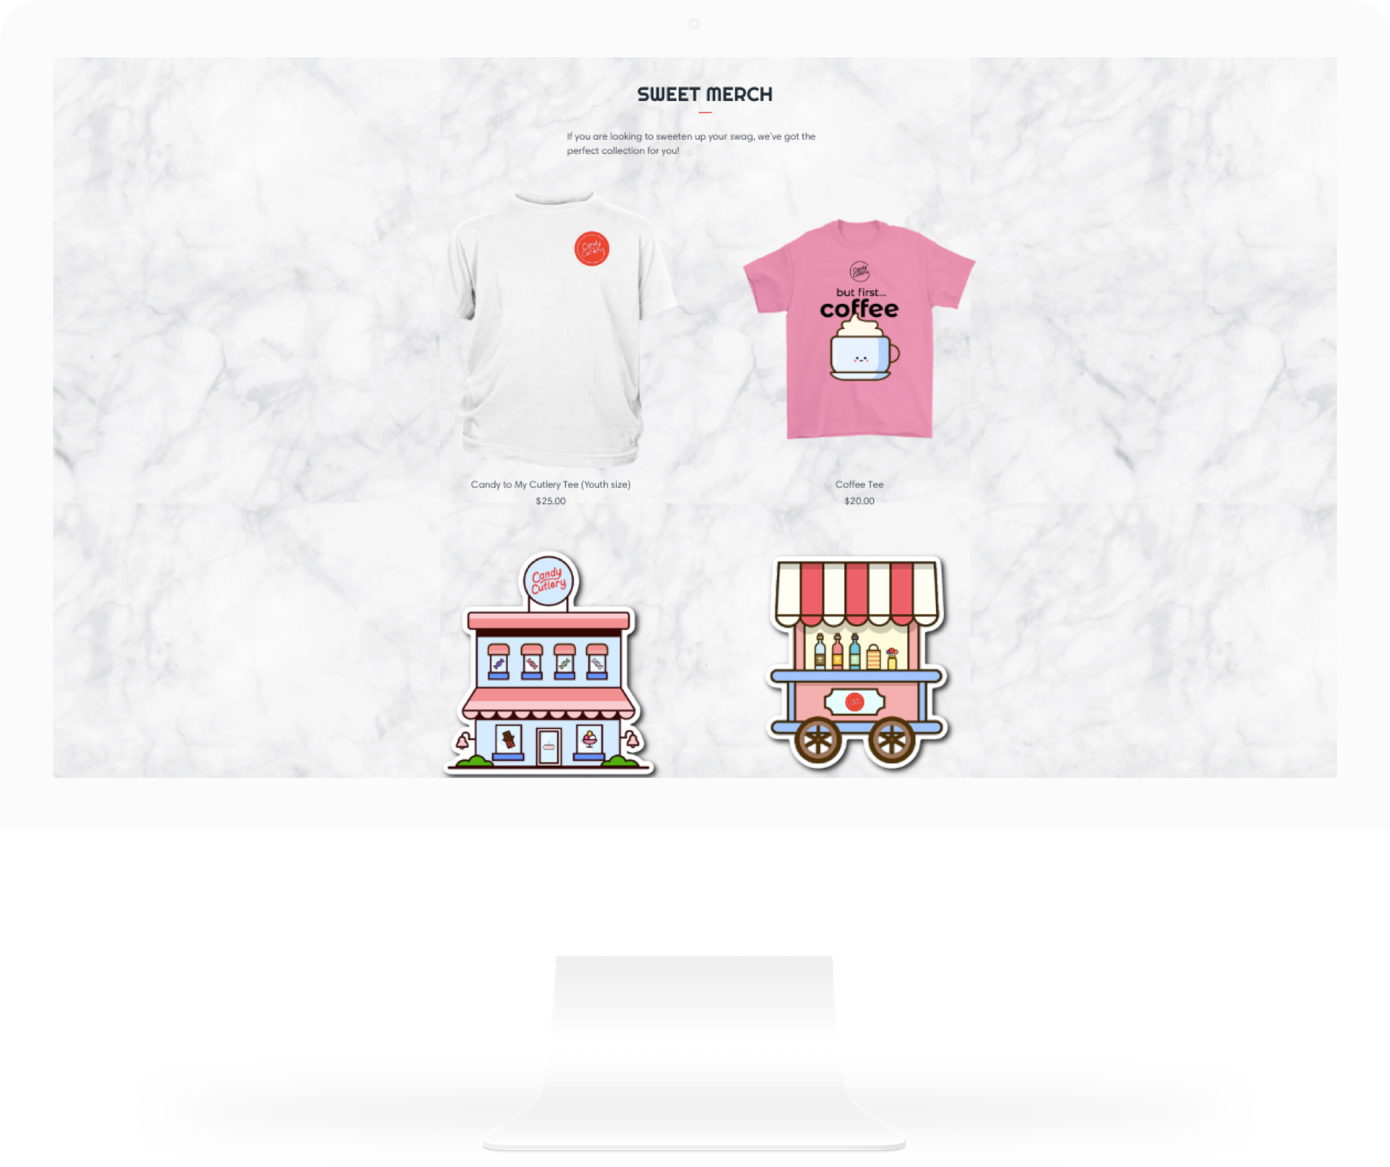 SWEET MERCH
If you are looking to sweeten up your swag, we've got the
perfect collection for you!
Candy
Cutlery
Candy
Cutlery
but first...
coffee
Candy to My Cutlery Tee (Youth size)
$25.00
Coffee Tee
$20.00
Candy
Cutlery